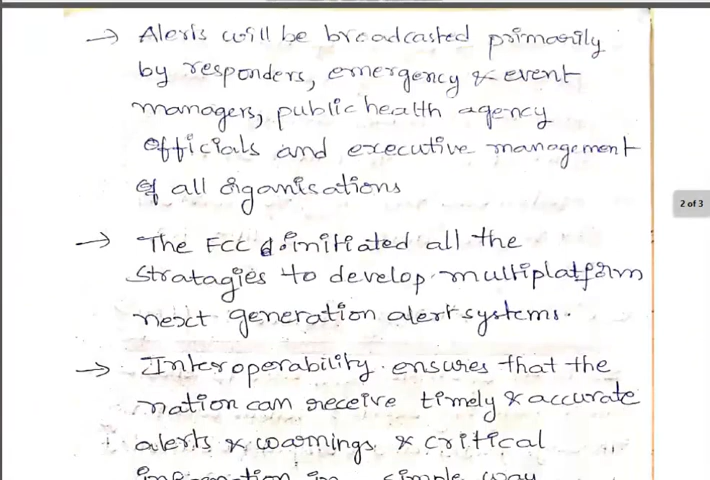 → Alerts will be broadcasted primarily
by responders, emergency & event
managers, public health agency
officials and executive management
of all organisations
2 of 3
→ The FCC initiated all the
stratagies to develop multiplatform
next generation alert systems.
→ Interoperability ensures that the
nation can receive timely & accurate
alerts & warnings & critical
simple way